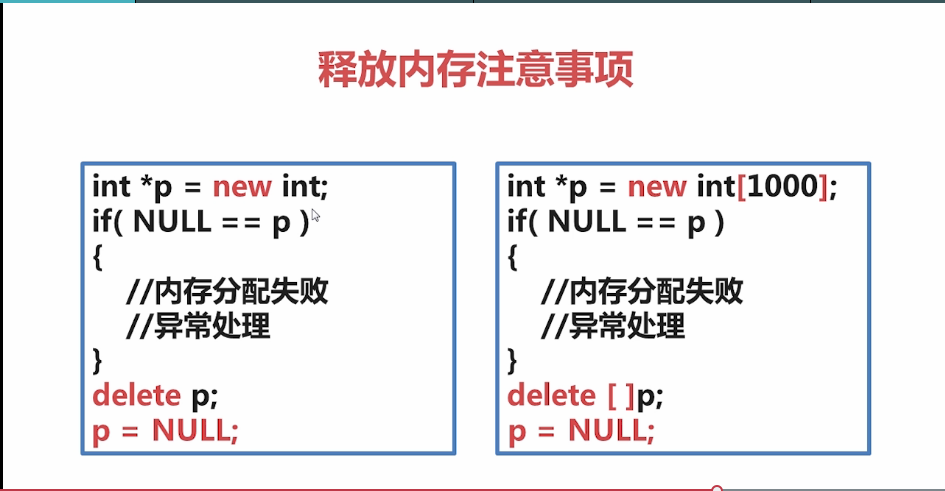 释放内存注意事项
int *p = new int;
if( NULL == p )
{
//内存分配失败
//异常处理
}
delete p;
p = NULL;
int *p = new int[1000];
if( NULL == p )
{
//内存分配失败
//异常处理
}
delete [ ]p;
p = NULL;